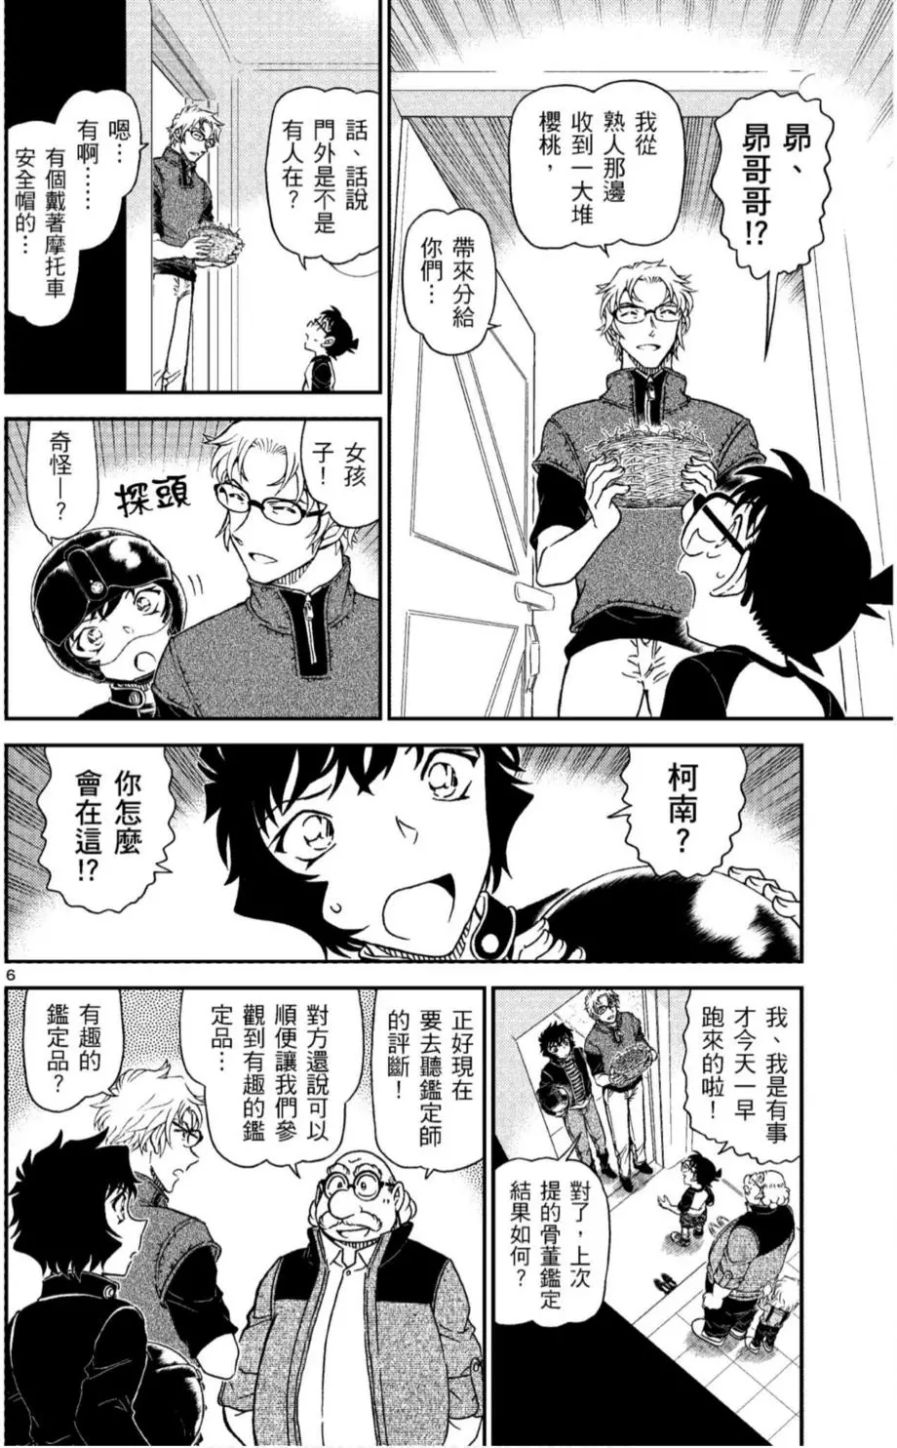 昴、
昴哥哥!?
我從
熟人那邊
收到一大堆
櫻桃，
帶來分給
你們…
話、話說
門外是不是
有人在？
嗯…
有啊……
有個戴著摩托車
安全帽的…
女孩
子！
探頭
奇怪—？
柯南？
你怎麼
會在這!?
6
我、我是有事
才今天一早
跑來的啦！
對了，上次
提的骨董鑑定
結果如何？
正好現在
要去聽鑑定師
的評斷！
對方還說可以
順便讓我們參
觀到有趣的鑑
定品…
有趣的
鑑定品？